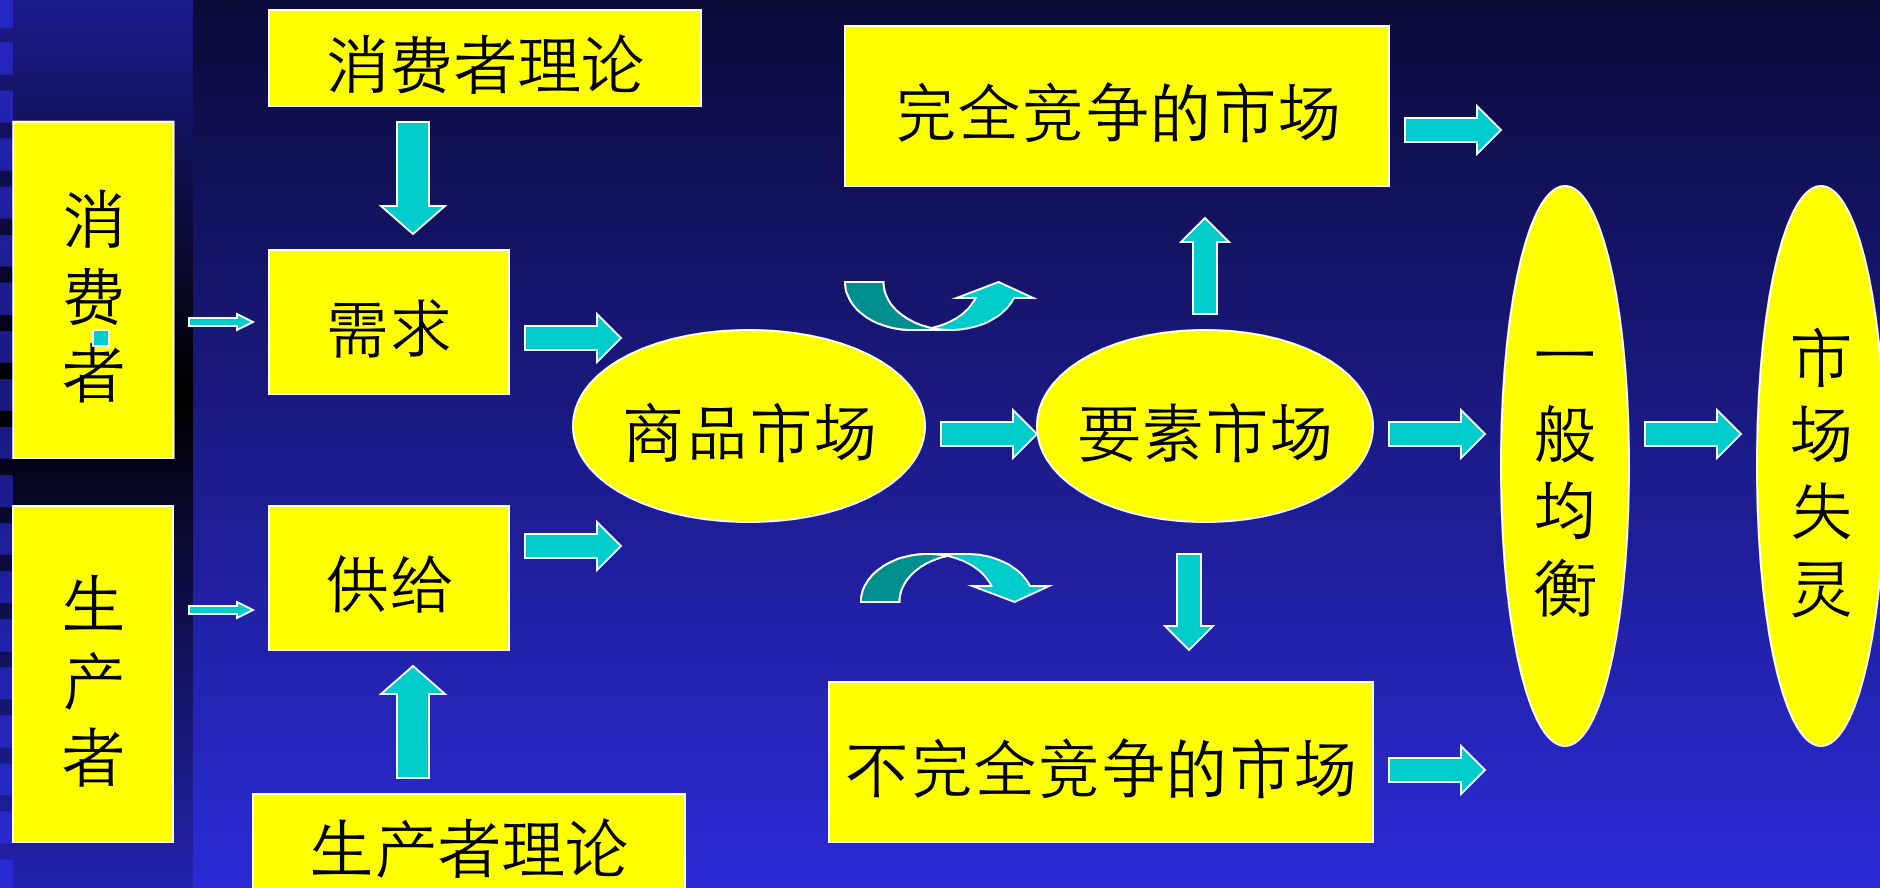 消费者理论
完全竞争的市场
消
费
者
需求
商品市场
要素市场
一
般
均
衡
市
场
失
灵
生
产
者
供给
不完全竞争的市场
生产者理论